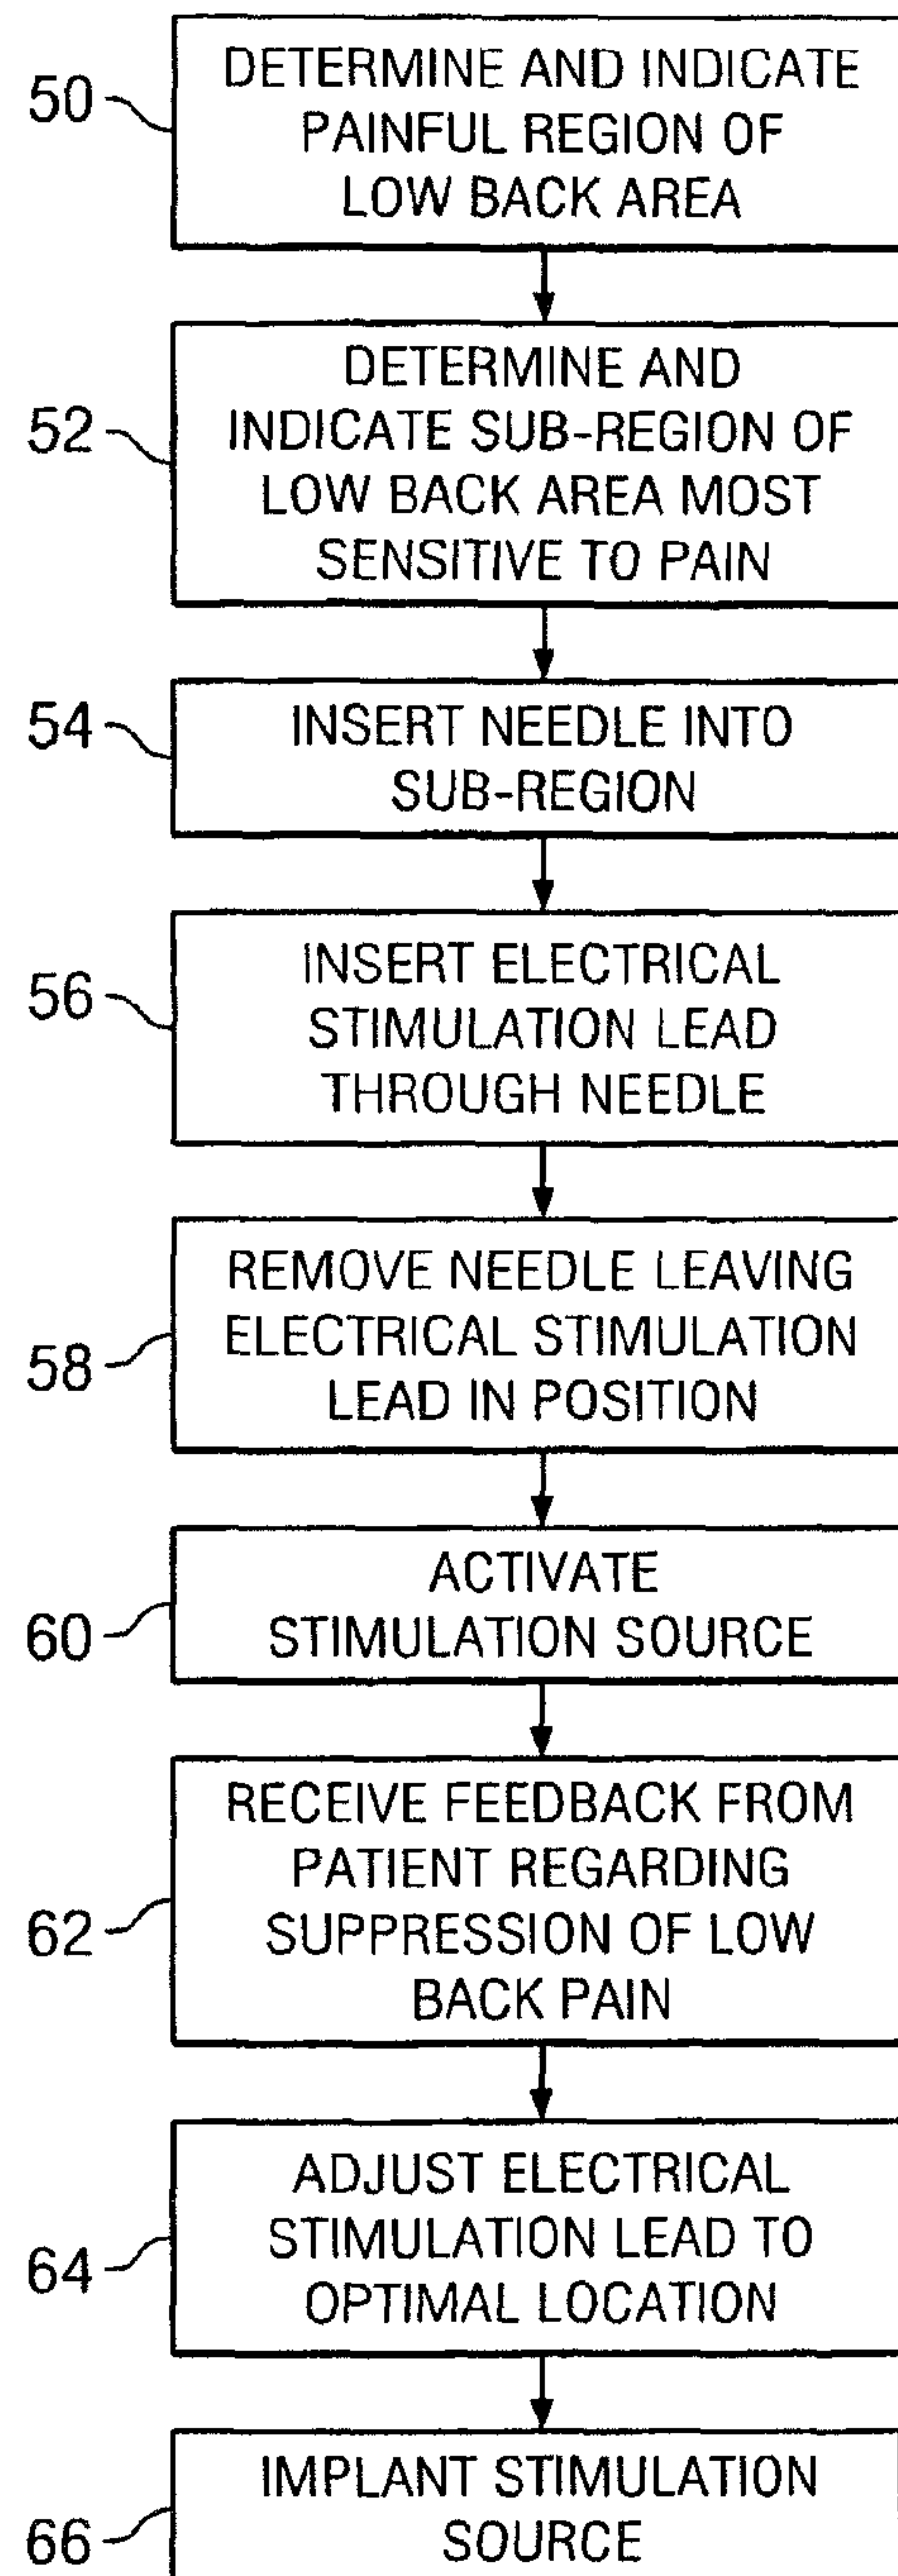 50
DETERMINE AND INDICATE
PAINFUL REGION OF
LOW BACK AREA
52
DETERMINE AND
INDICATE SUB-REGION OF
LOW BACK AREA MOST
SENSITIVE TO PAIN
54
INSERT NEEDLE INTO
SUB-REGION
56
INSERT ELECTRICAL
STIMULATION LEAD
THROUGH NEEDLE
58
REMOVE NEEDLE LEAVING
ELECTRICAL STIMULATION
LEAD IN POSITION
60
ACTIVATE
STIMULATION SOURCE
62
RECEIVE FEEDBACK FROM
PATIENT REGARDING
SUPPRESSION OF LOW
BACK PAIN
64
ADJUST ELECTRICAL
STIMULATION LEAD TO
OPTIMAL LOCATION
66
IMPLANT STIMULATION
SOURCE